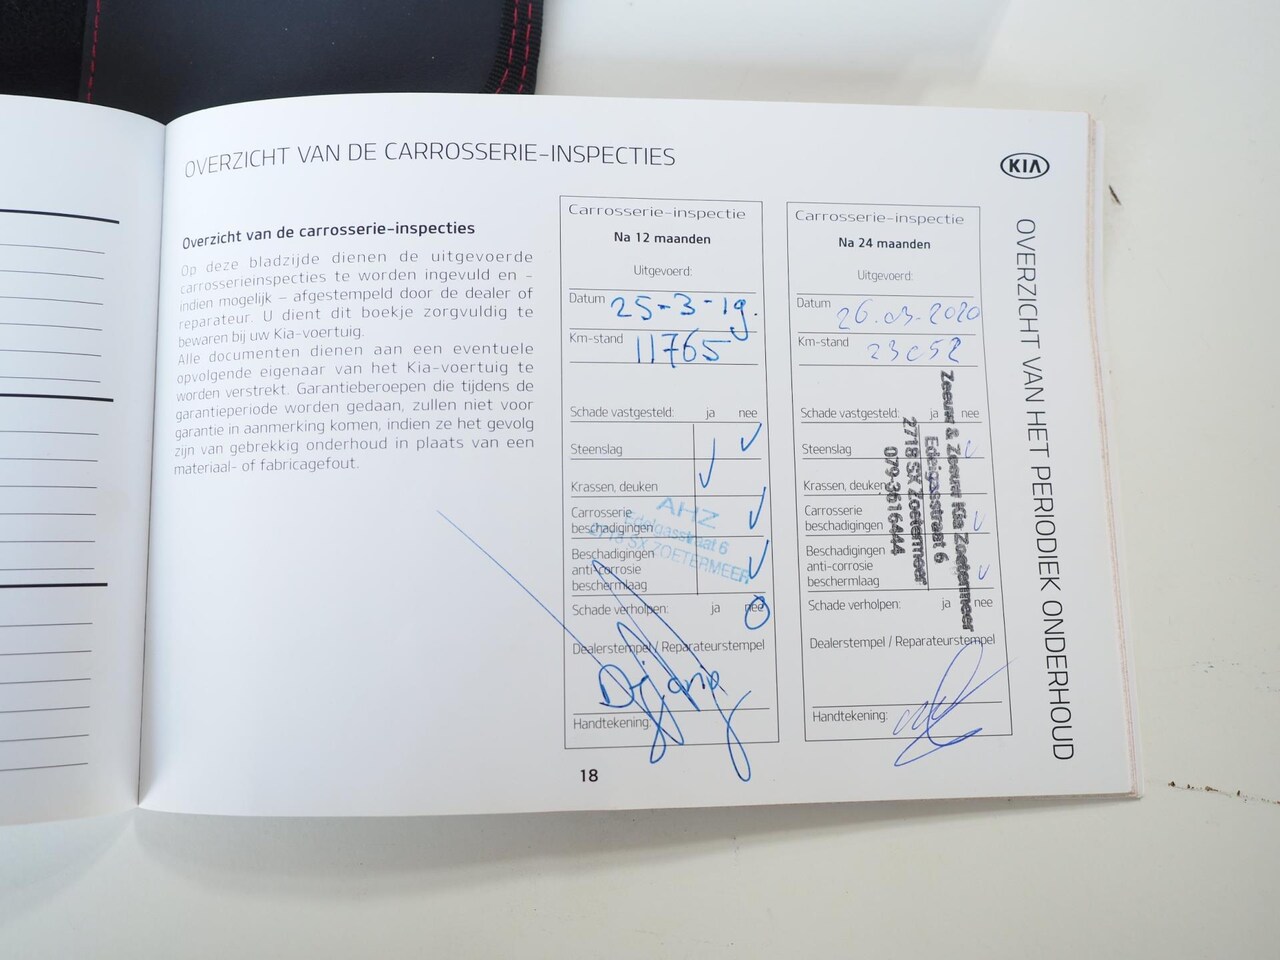 OVERZICHT VAN DE CARROSSERIE-INSPECTIES
KIA
Overzicht van de carrosserie-inspecties
Op deze bladzijde dienen de uitgevoerde
carrosserieinspecties te worden ingevuld en -
indien mogelijk – afgestempeld door de dealer of
reparateur. U dient dit boekje zorgvuldig te
bewaren bij uw Kia-voertuig.
Alle documenten dienen aan een eventuele
opvolgende eigenaar van het Kia-voertuig te
worden verstrekt. Garantieberoepen die tijdens de
garantieperiode worden gedaan, zullen niet voor
garantie in aanmerking komen, indien ze het gevolg
zijn van gebrekkig onderhoud in plaats van een
materiaal- of fabricagefout.
Carrosserie-inspectie
Na 12 maanden
Uitgevoerd:
Datum 25-3-19.
Km-stand 11765
Schade vastgesteld: ja nee
Steenslag
Krassen, deuken
Carrosserie
beschadigingen
Beschadigingen
anti-corrosie
beschermlaag
Schade verholpen: ja nee
Dealerstempel / Reparateurstempel
Handtekening:
AHZ
Edelgasstraat 6
2718 SX ZOETERMEER
Carrosserie-inspectie
Na 24 maanden
Uitgevoerd:
Datum 26.03.2020
Km-stand
Schade vastgesteld: ja nee
Steenslag
Krassen, deuken
Carrosserie
beschadigingen
Beschadigingen
anti-corrosie
beschermlaag
Schade verholpen: ja nee
Dealerstempel / Reparateurstempel
Handtekening:
Zeeuw & Zeeuw Kia Zoetermeer
Edelgasstraat 6
2718 SX Zoetermeer
079-3616444
OVERZICHT VAN HET PERIODIEK ONDERHOUD
18